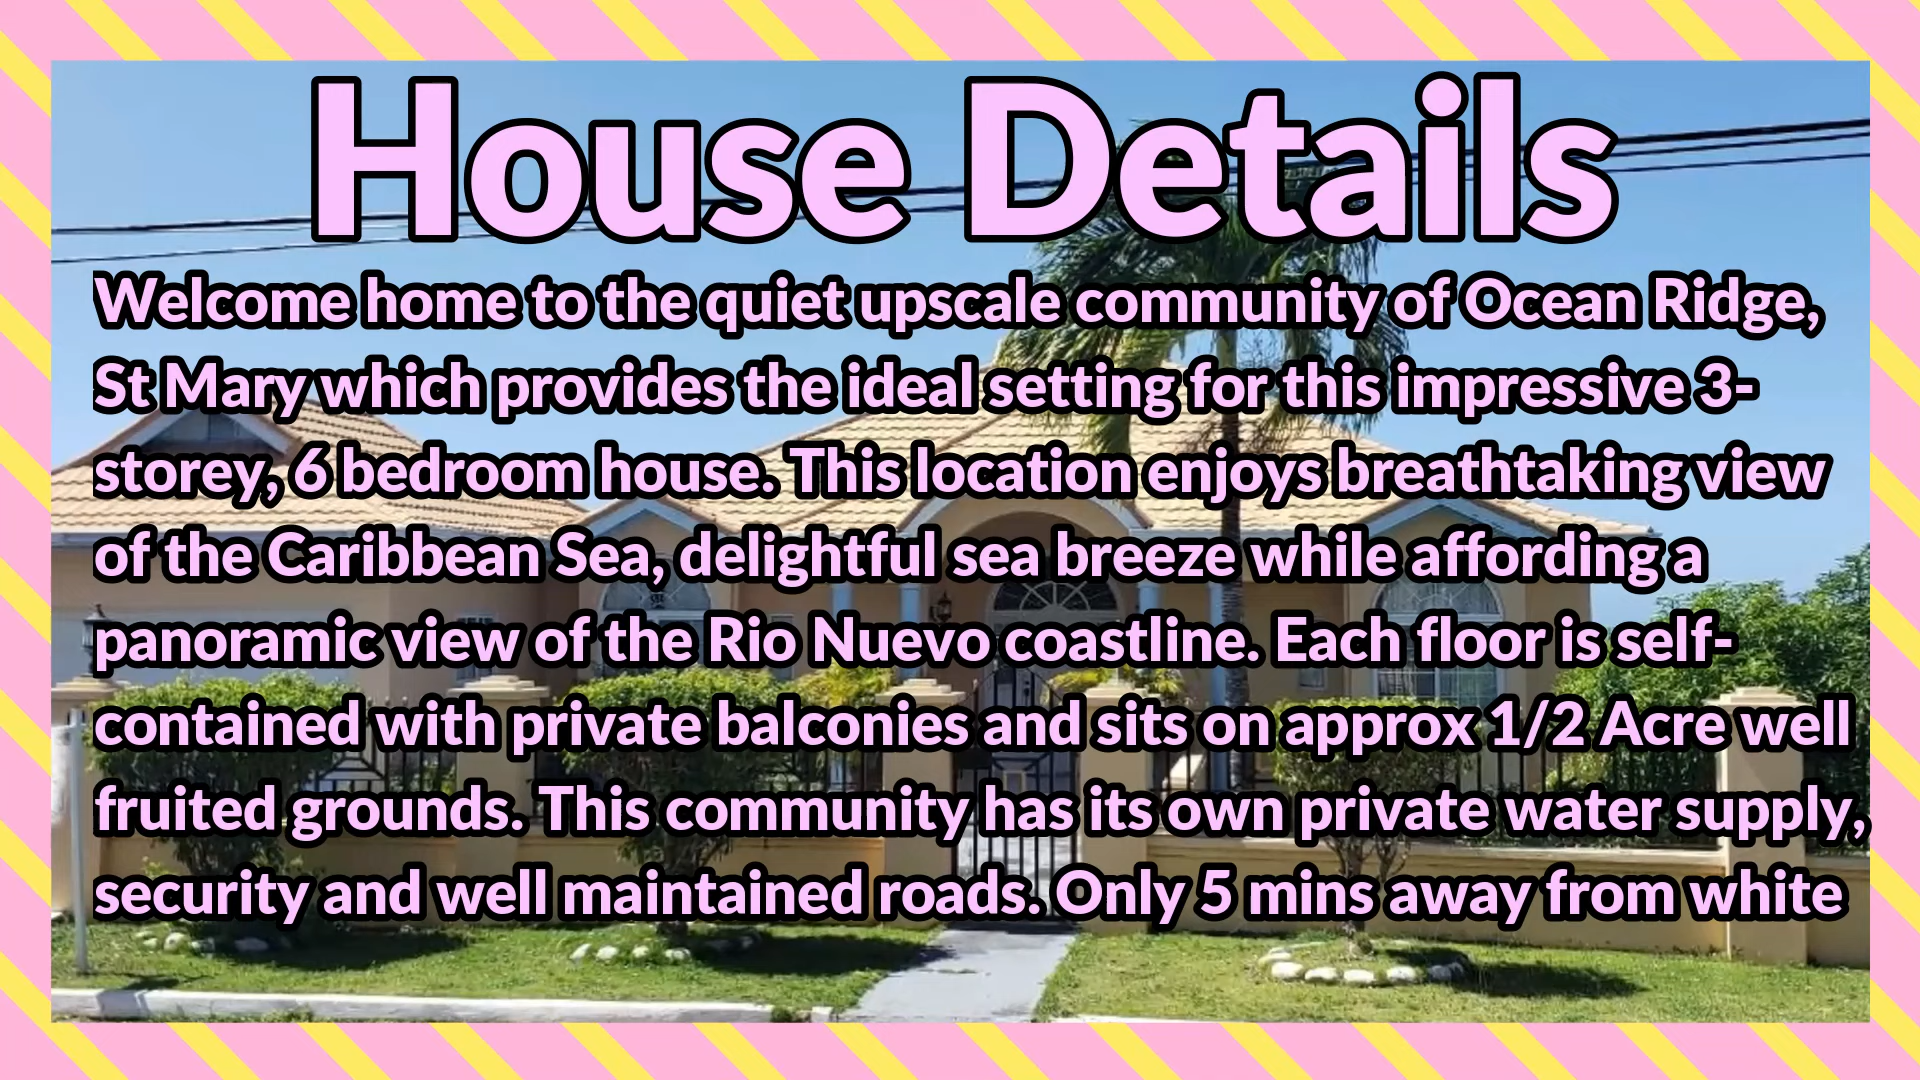 House Details
Welcome home to the quiet upscale community of Ocean Ridge,
St Mary which provides the ideal setting for this impressive 3-
storey, 6 bedroom house. This location enjoys breathtaking view
of the Caribbean Sea, delightful sea breeze while affording a
panoramic view of the Rio Nuevo coastline. Each floor is self-
contained with private balconies and sits on approx 1/2 Acre well
fruited grounds. This community has its own private water supply,
security and well maintained roads. Only 5 mins away from white